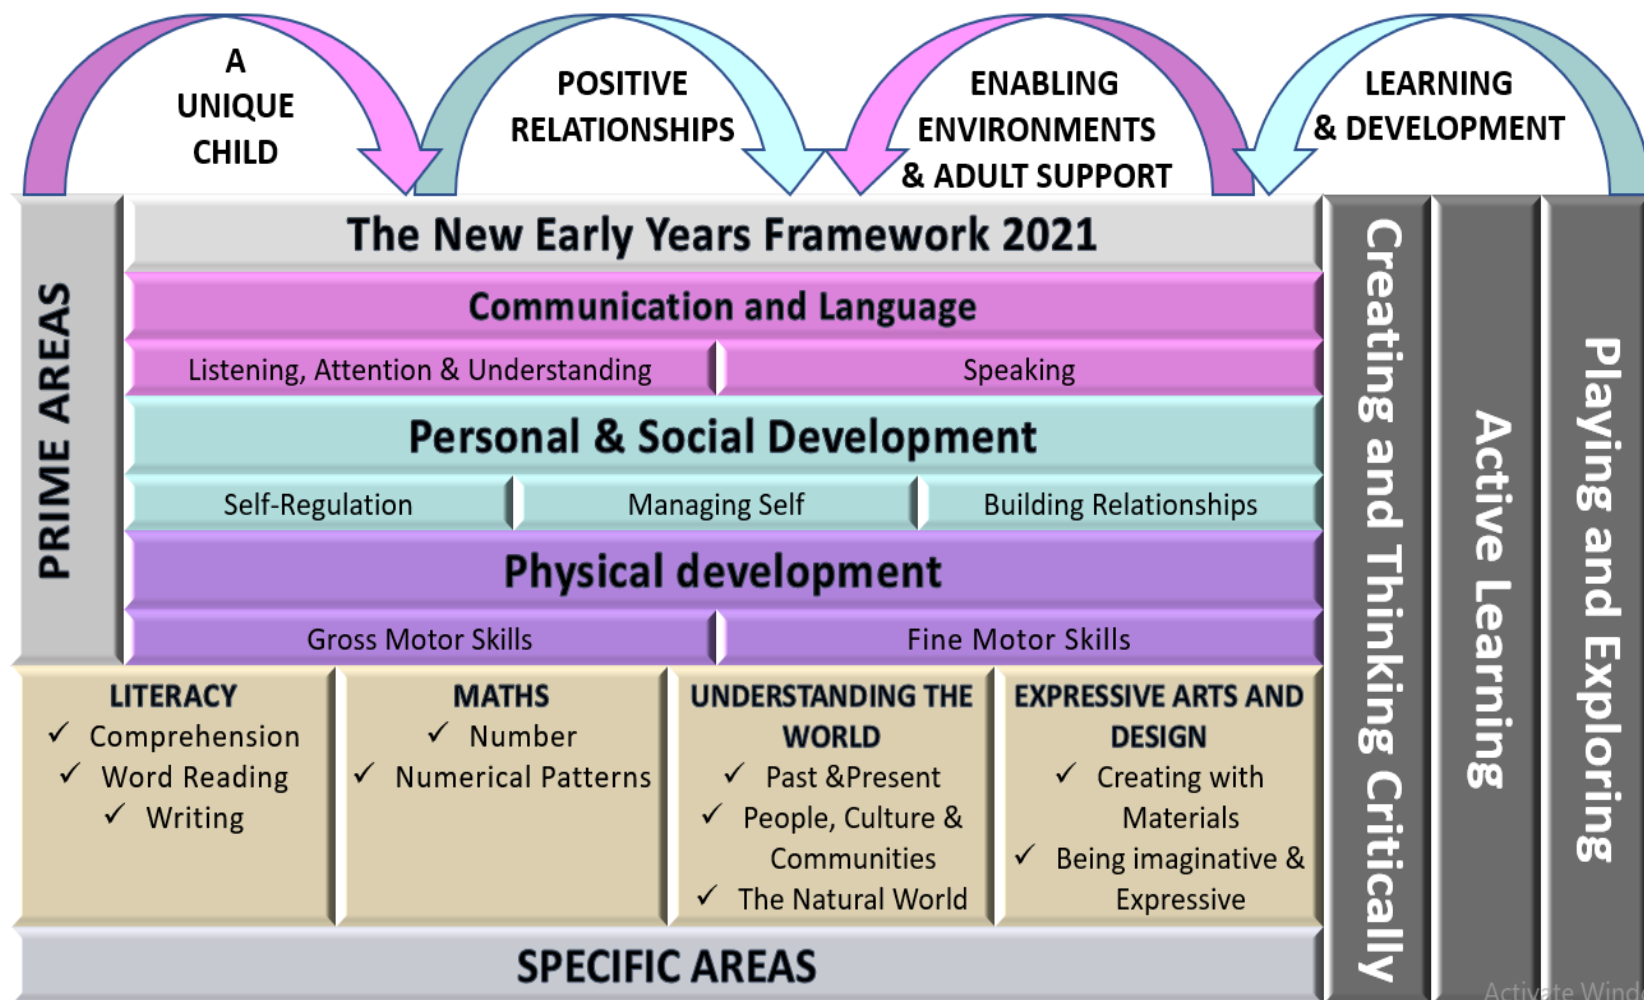 A
UNIQUE
CHILD
POSITIVE
RELATIONSHIPS
ENABLING
ENVIRONMENTS
& ADULT SUPPORT
LEARNING
& DEVELOPMENT
PRIME AREAS
The New Early Years Framework 2021
Communication and Language
Listening, Attention & Understanding
Speaking
Personal & Social Development
Self-Regulation
Managing Self
Building Relationships
Physical development
Gross Motor Skills
Fine Motor Skills
LITERACY
✓ Comprehension
✓ Word Reading
✓ Writing
MATHS
✓ Number
✓ Numerical Patterns
UNDERSTANDING THE
WORLD
✓ Past &Present
✓ People, Culture &
Communities
✓ The Natural World
EXPRESSIVE ARTS AND
DESIGN
✓ Creating with
Materials
✓ Being imaginative &
Expressive
SPECIFIC AREAS
Creating and Thinking Critically
Active Learning
Playing and Exploring
Activate